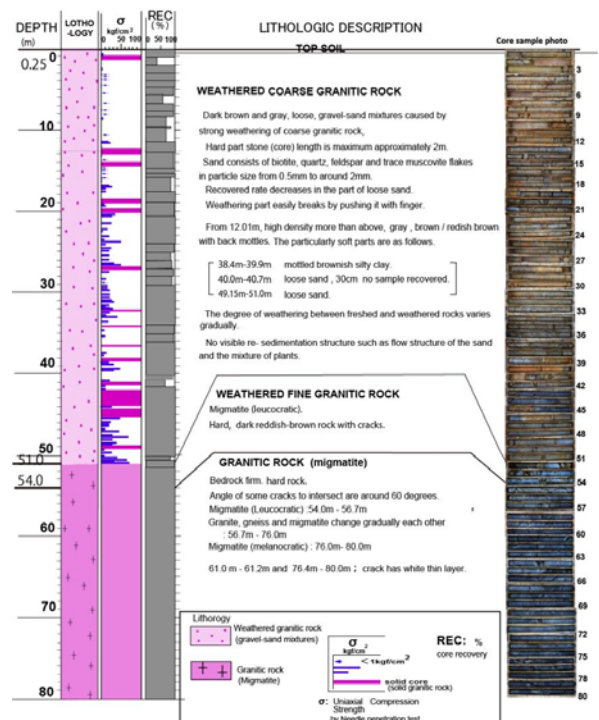 DEPTH
(m)
LITHO
-LOGY
σ
kgf/cm²
0 50 100
REC
(%)
0 50 100
LITHOLOGIC DESCRIPTION
TOP SOIL
Core sample photo
0
0.25
10
20
30
40
50
51.0
54.0
60
70
80
WEATHERED COARSE GRANITIC ROCK
Dark brown and gray, loose, gravel-sand mixtures caused by
strong weathering of coarse granitic rock,
Hard part stone (core) length is maximum approximately 2m.
Sand consists of biotite, quartz, feldspar and trace muscovite flakes
in particle size from 0.5mm to around 2mm.
Recovered rate decreases in the part of loose sand.
Weathering part easily breaks by pushing it with finger.
From 12.01m, high density more than above, gray , brown / redish brown
with back mottles. The particularly soft parts are as follows.
38.4m-39.9m mottled brownish silty clay.
40.0m-40.7m loose sand , 30cm no sample recovered.
49.15m-51.0m loose sand.
The degree of weathering between freshed and weathered rocks varies
gradually.
No visible re- sedimentation structure such as flow structure of the sand
and the mixture of plants.
WEATHERED FINE GRANITIC ROCK
Migmatite (leucocratic).
Hard, dark reddish-brown rock with cracks.
GRANITIC ROCK (migmatite)
Bedrock firm. hard rock.
Angle of some cracks to intersect are around 60 degrees.
Migmatite (Leucocratic) :54.0m - 56.7m
Granite, gneiss and migmatite change gradually each other
: 56.7m - 76.0m
Migmatite (melanocratic) : 76.0m- 80.0m
61.0 m - 61.2m and 76.4m - 80.0m ; crack has white thin layer.
Lithorogy
Weathered granitic rock
(gravel-sand mixtures)
Granitic rock
(Migmatite)
σ
kgf/cm²
< 1kgf/cm²
solid core
(solid granitic rock)
REC: %
core recovery
σ: Uniaxial Compression
Strength
by Needle penetration test
3
6
9
12
15
18
21
24
27
30
33
36
39
42
45
48
51
54
57
60
63
66
69
72
75
78
80